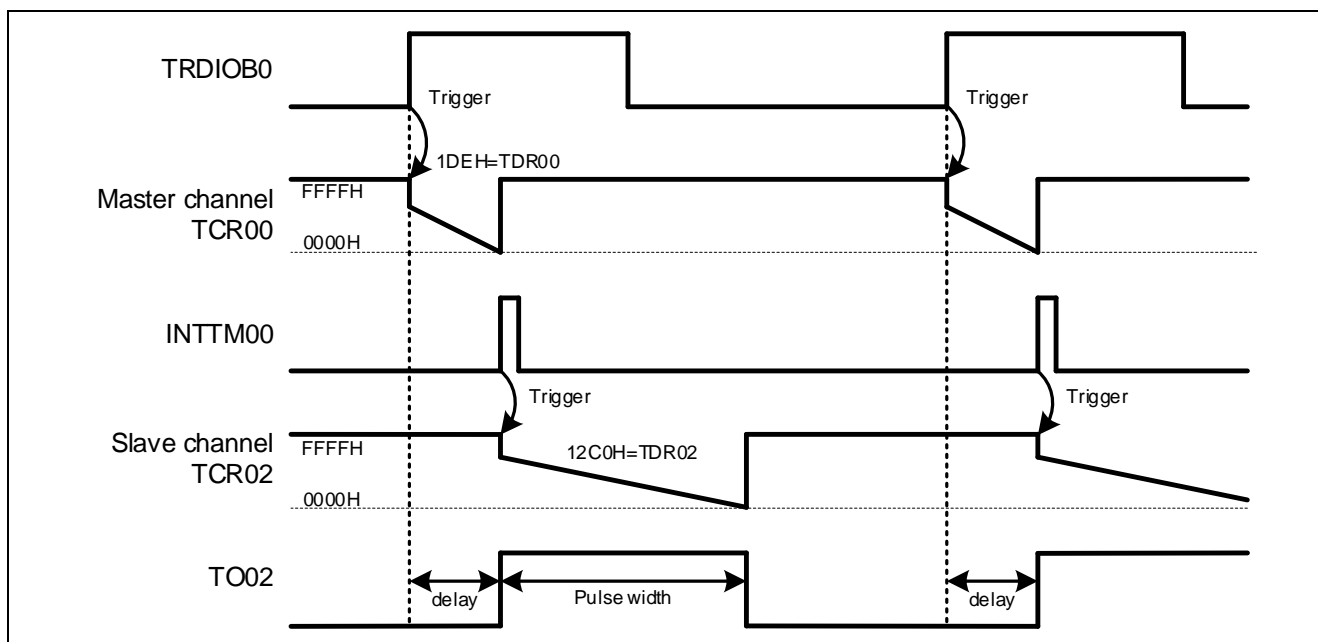 TRDIOB0
Trigger
Trigger
1DEH=TDR00
Master channel
TCR00
FFFFH
0000H
INTTM00
Trigger
Trigger
Slave channel
TCR02
FFFFH
12C0H=TDR02
0000H
TO02
delay
Pulse width
delay